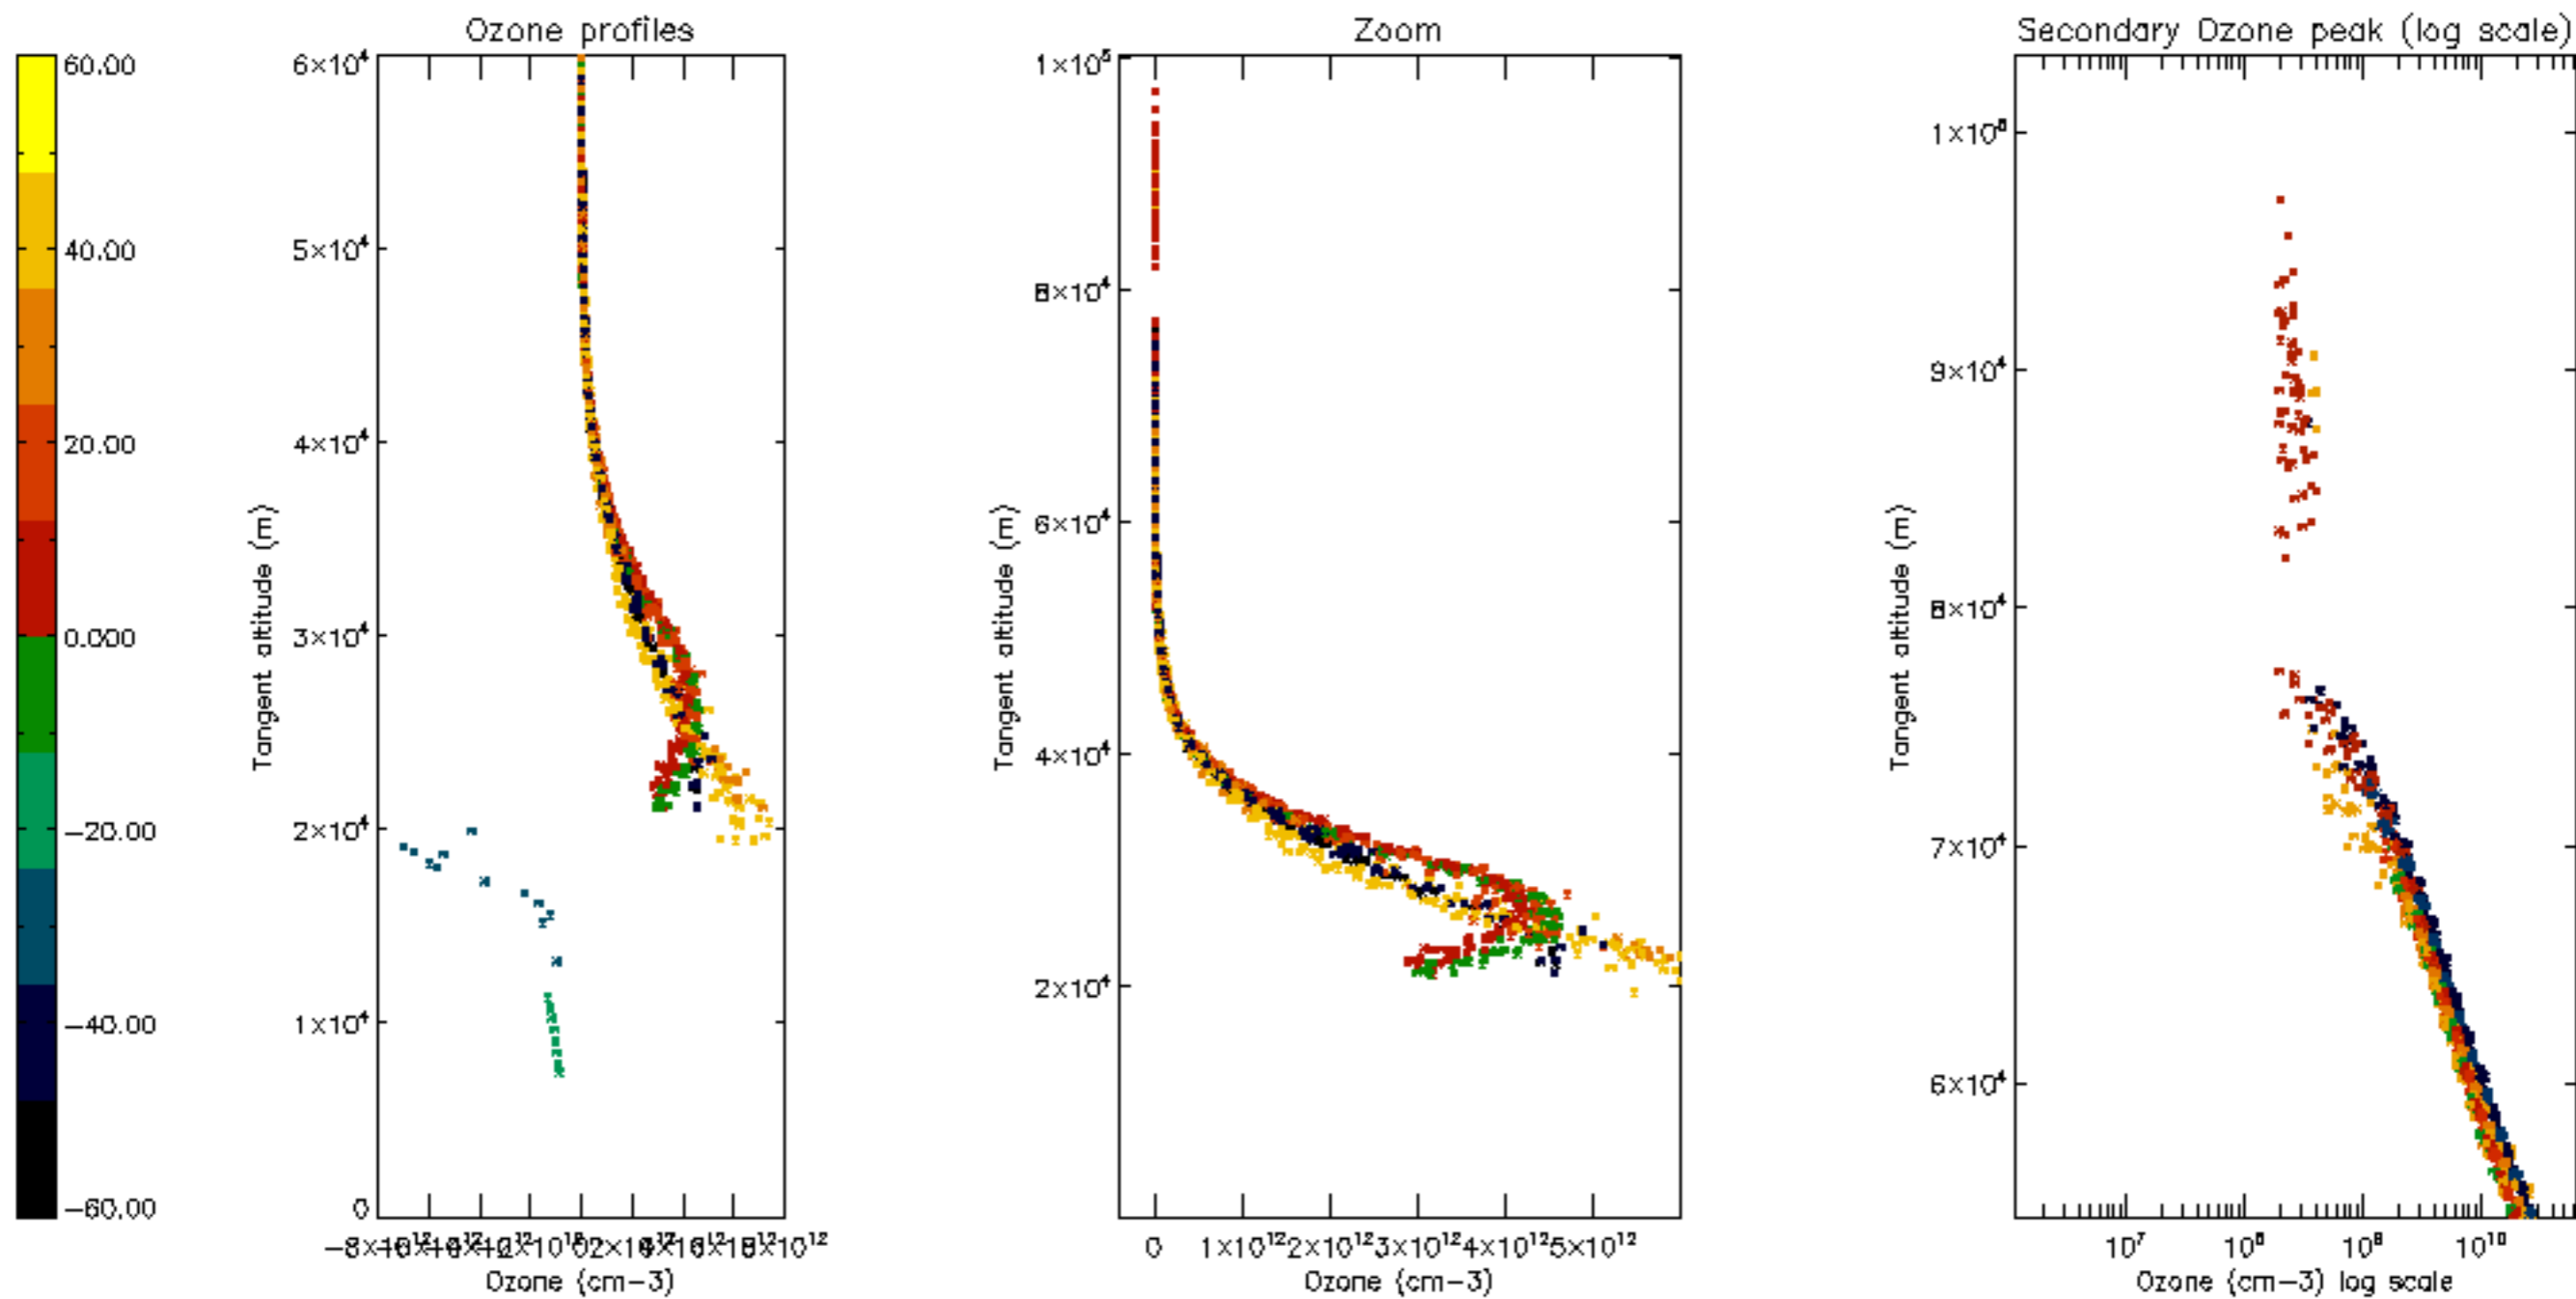 Ozone profiles
Zoom
Secondary Ozone peak (log scale)
60.00
40.00
20.00
0.000
-20.00
-40.00
-60.00
6×10⁴
5×10⁴
4×10⁴
3×10⁴
2×10⁴
1×10⁴
0
Tangent altitude (m)
Ozone (cm-3)
1×10⁵
8×10⁴
6×10⁴
4×10⁴
2×10⁴
Tangent altitude (m)
0 1×10¹² 2×10¹² 3×10¹² 4×10¹² 5×10¹²
Ozone (cm-3)
9×10⁴
8×10⁴
7×10⁴
6×10⁴
Tangent altitude (m)
10⁷ 10⁸ 10⁹ 10¹⁰
Ozone (cm-3) log scale